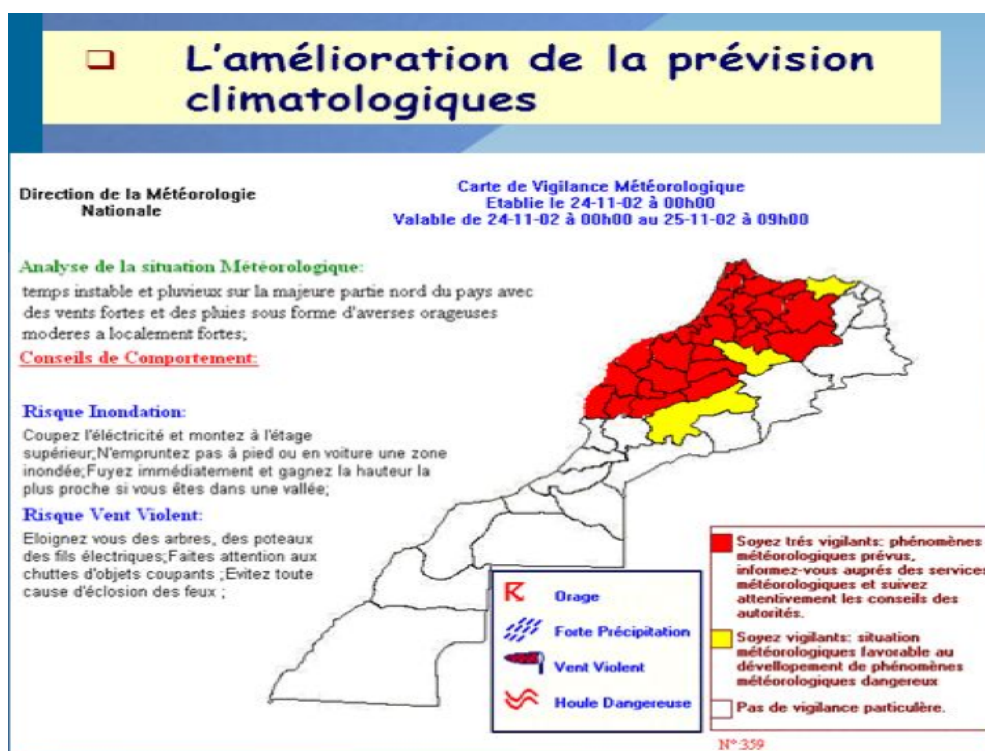 L'amélioration de la prévision
climatologiques
Direction de la Météorologie
Nationale
Carte de Vigilance Météorologique
Etablie le 24-11-02 à 00h00
Valable de 24-11-02 à 00h00 au 25-11-02 à 09h00
Analyse de la situation Météorologique:
temps instable et pluvieux sur la majeure partie nord du pays avec
des vents fortes et des pluies sous forme d'averses orageuses
moderes a localement fortes;
Conseils de Comportement:
Risque Inondation:
Coupez l'éléctricité et montez à l'étage
supérieur;N'empruntez pas à pied ou en voiture une zone
inondée;Fuyez immédiatement et gagnez la hauteur la
plus proche si vous êtes dans une vallée;
Risque Vent Violent:
Eloignez vous des arbres, des poteaux
des fils électriques;Faites attention aux
chuttes d'objets coupants ;Evitez toute
cause d'éclosion des feux ;
Orage
Forte Précipitation
Vent Violent
Houle Dangereuse
Soyez trés vigilants: phénomènes
météorologiques prévus,
informez-vous auprés des services
météorologiques et suivez
attentivement les conseils des
autorités.
Soyez vigilants: situation
météorologiques favorable au
dévellopement de phénomènes
météorologiques dangereux
Pas de vigilance particulière.
N°:359